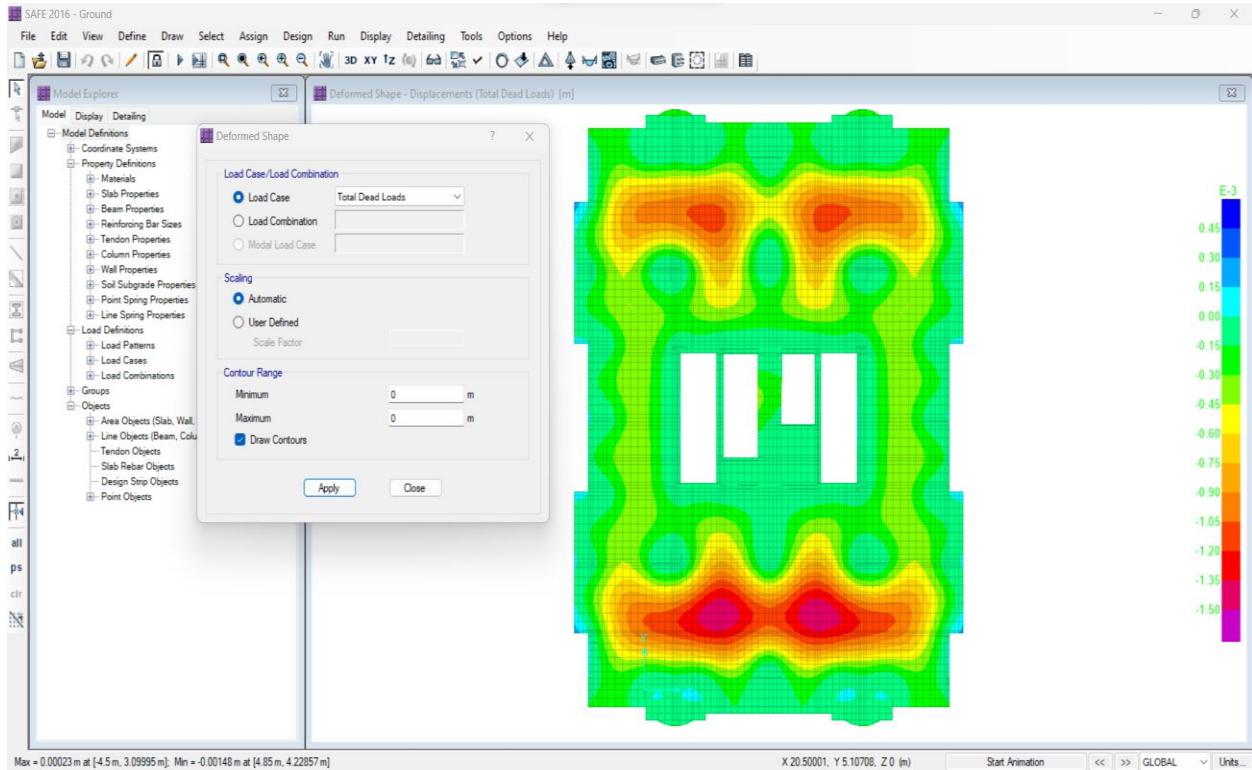 SAFE 2016 - Ground
File Edit View Define Draw Select Assign Design Run Display Detailing Tools Options Help
3D XY
Model Explorer
Deformed Shape - Displacements (Total Dead Loads) [m]
Model Display Detailing
Model Definitions
Coordinate Systems
Property Definitions
Materials
Slab Properties
Beam Properties
Reinforcing Bar Sizes
Tendon Properties
Column Properties
Wall Properties
Soil Subgrade Properties
Point Spring Properties
Line Spring Properties
Load Definitions
Load Patterns
Load Cases
Load Combinations
Groups
Objects
Area Objects (Slab, Wall,
Line Objects (Beam, Colu
Tendon Objects
Slab Rebar Objects
Design Strip Objects
Point Objects
Deformed Shape ?
Load Case/Load Combination
Load Case Total Dead Loads
Load Combination
Modal Load Case
Scaling
Automatic
User Defined
Scale Factor
Contour Range
Minimum 0 m
Maximum 0 m
Draw Contours
Apply Close
E-3
0.45
0.30
0.15
0.00
-0.15
-0.30
-0.45
-0.60
-0.75
-0.90
-1.05
-1.20
-1.35
-1.50
all
ps
clr
Max = 0.00023 m at [-4.5 m, 3.09995 m]; Min = -0.00148 m at [4.85 m, 4.22857 m] X 20.50001, Y 5.10708, Z 0 (m) Start Animation << >> GLOBAL Units...